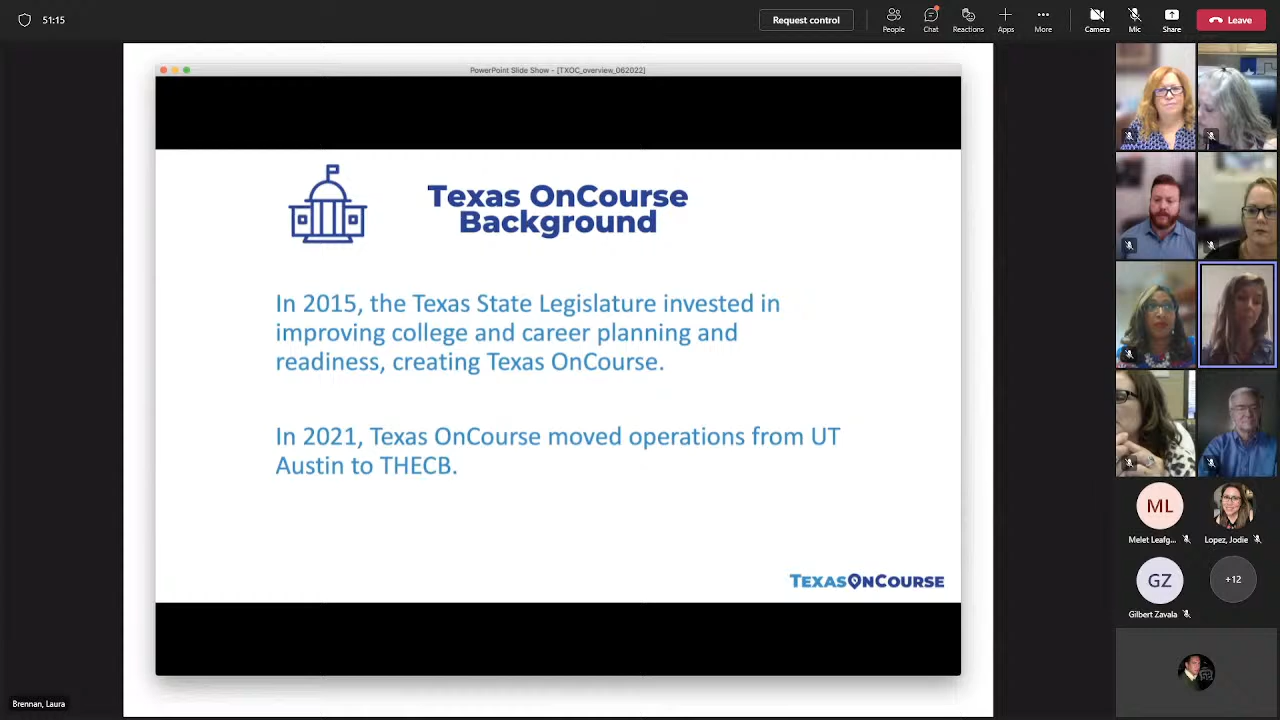 51:15
Request control
People
Chat
Reactions
Apps
More
Camera
Mic
Share
Leave
PowerPoint Slide Show - [TXOC_overview_062022]
Texas OnCourse
Background
In 2015, the Texas State Legislature invested in
improving college and career planning and
readiness, creating Texas OnCourse.
In 2021, Texas OnCourse moved operations from UT
Austin to THECB.
TEXASONCOURSE
ML
Melet Leafg...
Lopez, Jodie
GZ
+12
Gilbert Zavala
Brennan, Laura